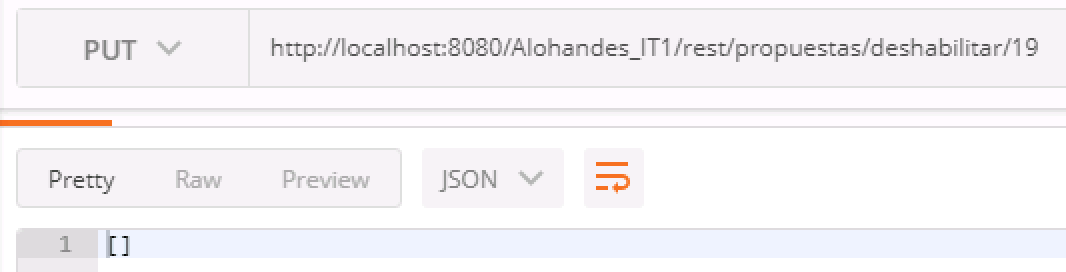 PUT http://localhost:8080/Alohandes_IT1/rest/propuestas/deshabilitar/19
Pretty Raw Preview JSON
1 []